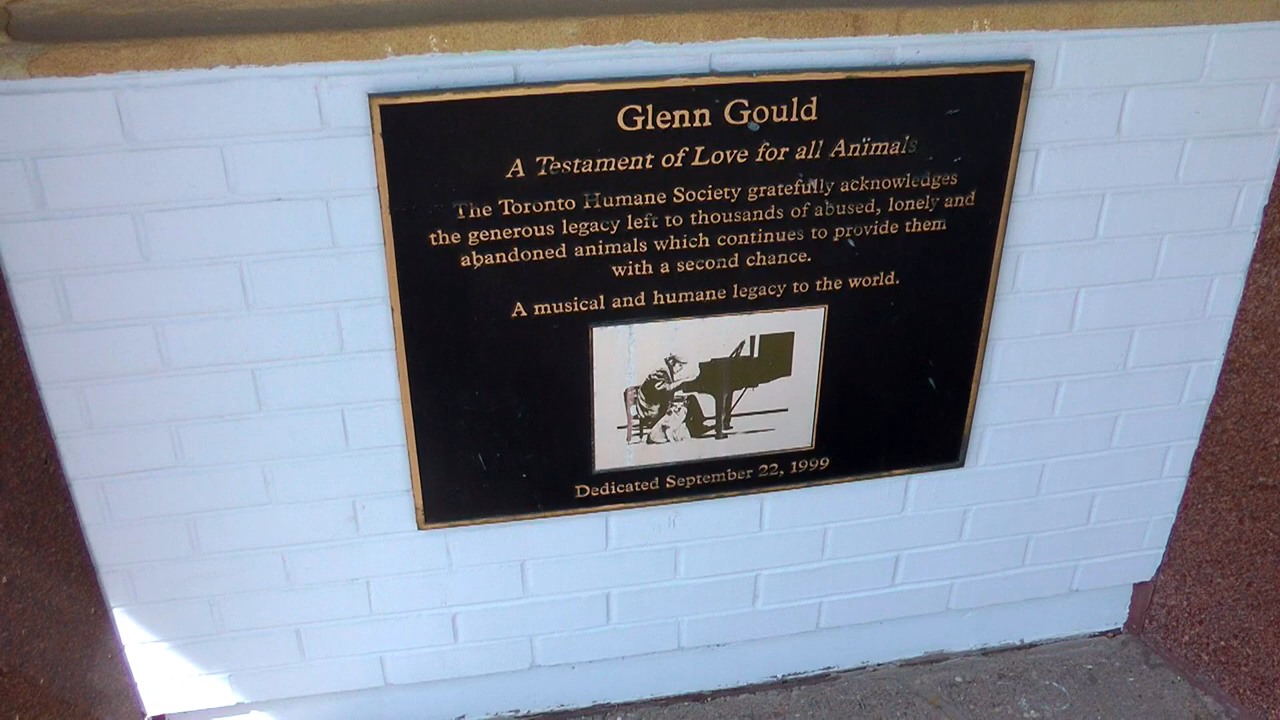 Glenn Gould
A Testament of Love for all Animals
The Toronto Humane Society gratefully acknowledges
the generous legacy left to thousands of abused, lonely and
abandoned animals which continues to provide them
with a second chance.
A musical and humane legacy to the world.
Dedicated September 22, 1999